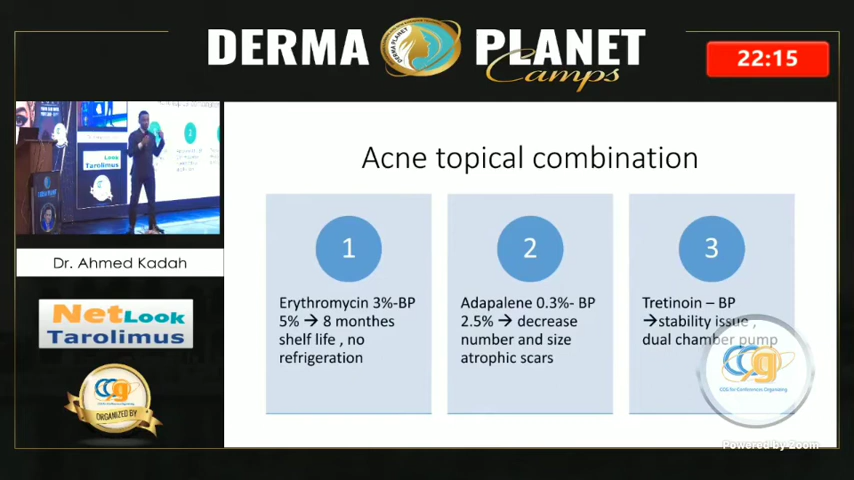 DERMA PLANET
Camps
22:15
Dr. Ahmed Kadah
NetLook
Tarolimus
ORGANIZED BY
Acne topical combination
1
Erythromycin 3%-BP
5% → 8 monthes
shelf life , no
refrigeration
2
Adapalene 0.3%- BP
2.5% → decrease
number and size
atrophic scars
3
Tretinoin – BP
→stability issue ,
dual chamber pump
Powered by Zoom